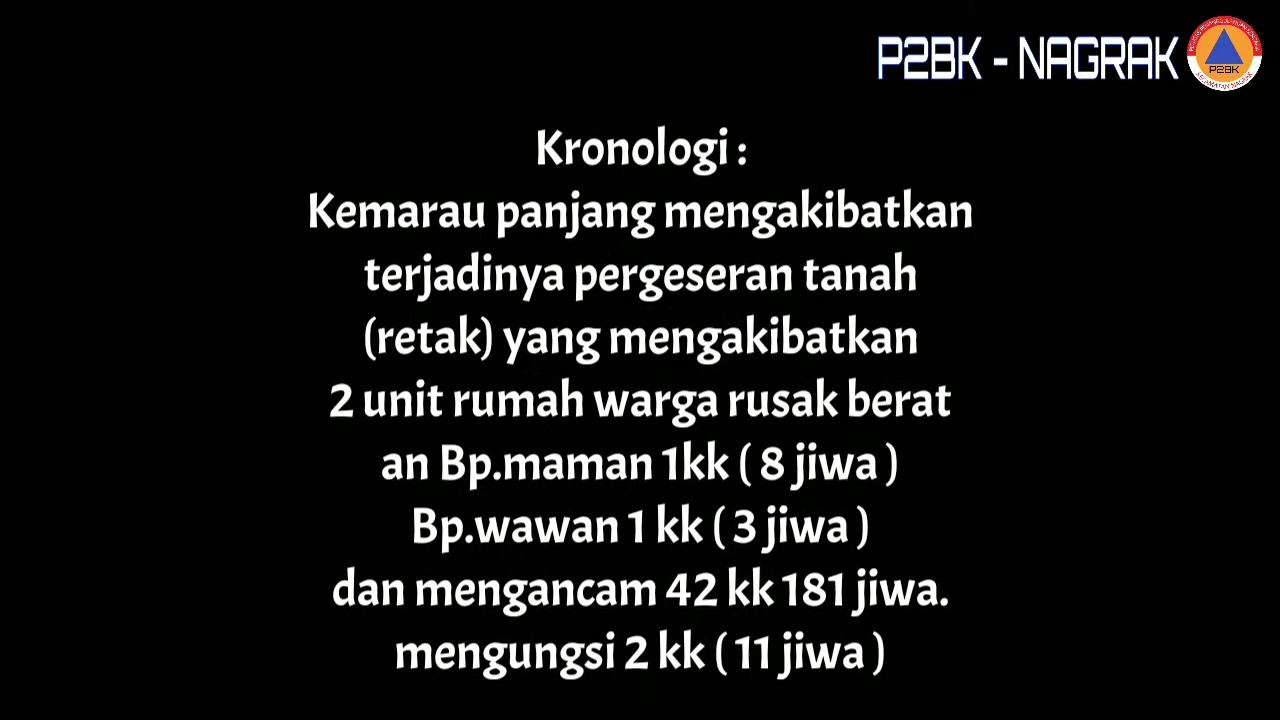 P2BK - NAGRAK
P2BK
KECAMATAN NAGRAK
Kronologi :
Kemarau panjang mengakibatkan
terjadinya pergeseran tanah
(retak) yang mengakibatkan
2 unit rumah warga rusak berat
an Bp.maman 1kk ( 8 jiwa )
Bp.wawan 1 kk ( 3 jiwa )
dan mengancam 42 kk 181 jiwa.
mengungsi 2 kk ( 11 jiwa )